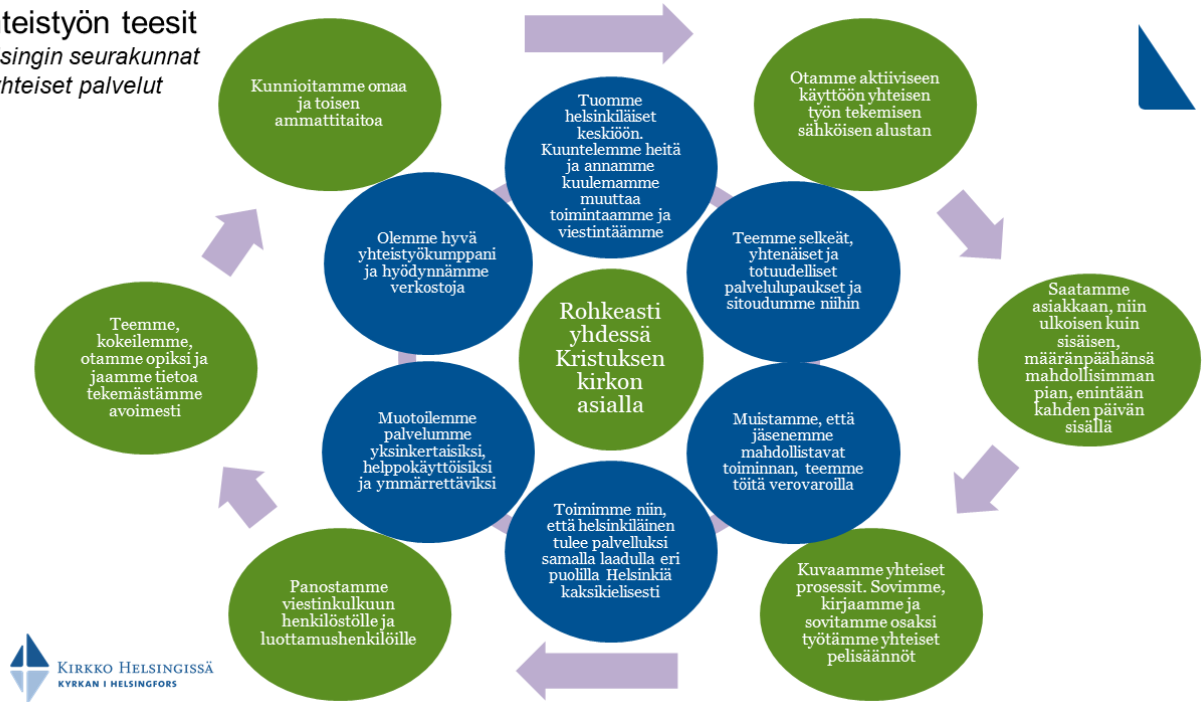 teistyön teesit
singin seurakunnat
yhteiset palvelut
Kunnioitamme omaa
ja toisen
ammattitaitoa
Tuomme
helsinkiläiset
keskiöön.
Kuuntelemme heitä
ja annamme
kuulemamme
muuttaa
toimintaamme ja
viestintäämme
Otamme aktiiviseen
käyttöön yhteisen
työn tekemisen
sähköisen alustan
Olemme hyvä
yhteistyökumppani
ja hyödynnämme
verkostoja
Teemme selkeät,
yhtenäiset ja
totuudelliset
palvelulupaukset ja
sitoudumme niihin
Teemme,
kokeilemme,
otamme opiksi ja
jaamme tietoa
tekemästämme
avoimesti
Rohkeasti
yhdessä
Kristuksen
kirkon
asialla
Saatamme
asiakkaan, niin
ulkoisen kuin
sisäisen,
määränpäähänsä
mahdollisimman
pian, enintään
kahden päivän
sisällä
Muotoilemme
palvelumme
yksinkertaisiksi,
helppokäyttöisiksi
ja ymmärrettäviksi
Muistamme, että
jäsenemme
mahdollistavat
toiminnan, teemme
töitä verovaroilla
Toimimme niin,
että helsinkiläinen
tulee palvelluksi
samalla laadulla eri
puolilla Helsinkiä
kaksikielisesti
Panostamme
viestinkulkuun
henkilöstölle ja
luottamushenkilöille
Kuvaamme yhteiset
prosessit. Sovimme,
kirjaamme ja
sovitamme osaksi
työtämme yhteiset
pelisäännöt
KIRKKO HELSINGISSÄ
KYRKAN I HELSINGFORS